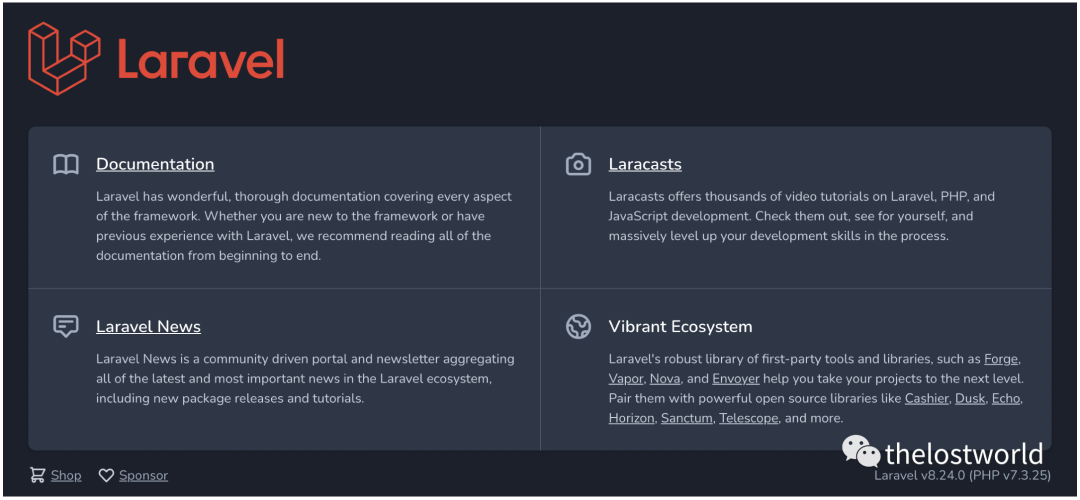 Laravel
Documentation
Laravel has wonderful, thorough documentation covering every aspect
of the framework. Whether you are new to the framework or have
previous experience with Laravel, we recommend reading all of the
documentation from beginning to end.
Laracasts
Laracasts offers thousands of video tutorials on Laravel, PHP, and
JavaScript development. Check them out, see for yourself, and
massively level up your development skills in the process.
Laravel News
Laravel News is a community driven portal and newsletter aggregating
all of the latest and most important news in the Laravel ecosystem,
including new package releases and tutorials.
Vibrant Ecosystem
Laravel's robust library of first-party tools and libraries, such as Forge,
Vapor, Nova, and Envoyer help you take your projects to the next level.
Pair them with powerful open source libraries like Cashier, Dusk, Echo,
Horizon, Sanctum, Telescope, and more.
thelostworld
Shop Sponsor
Laravel v8.24.0 (PHP v7.3.25)